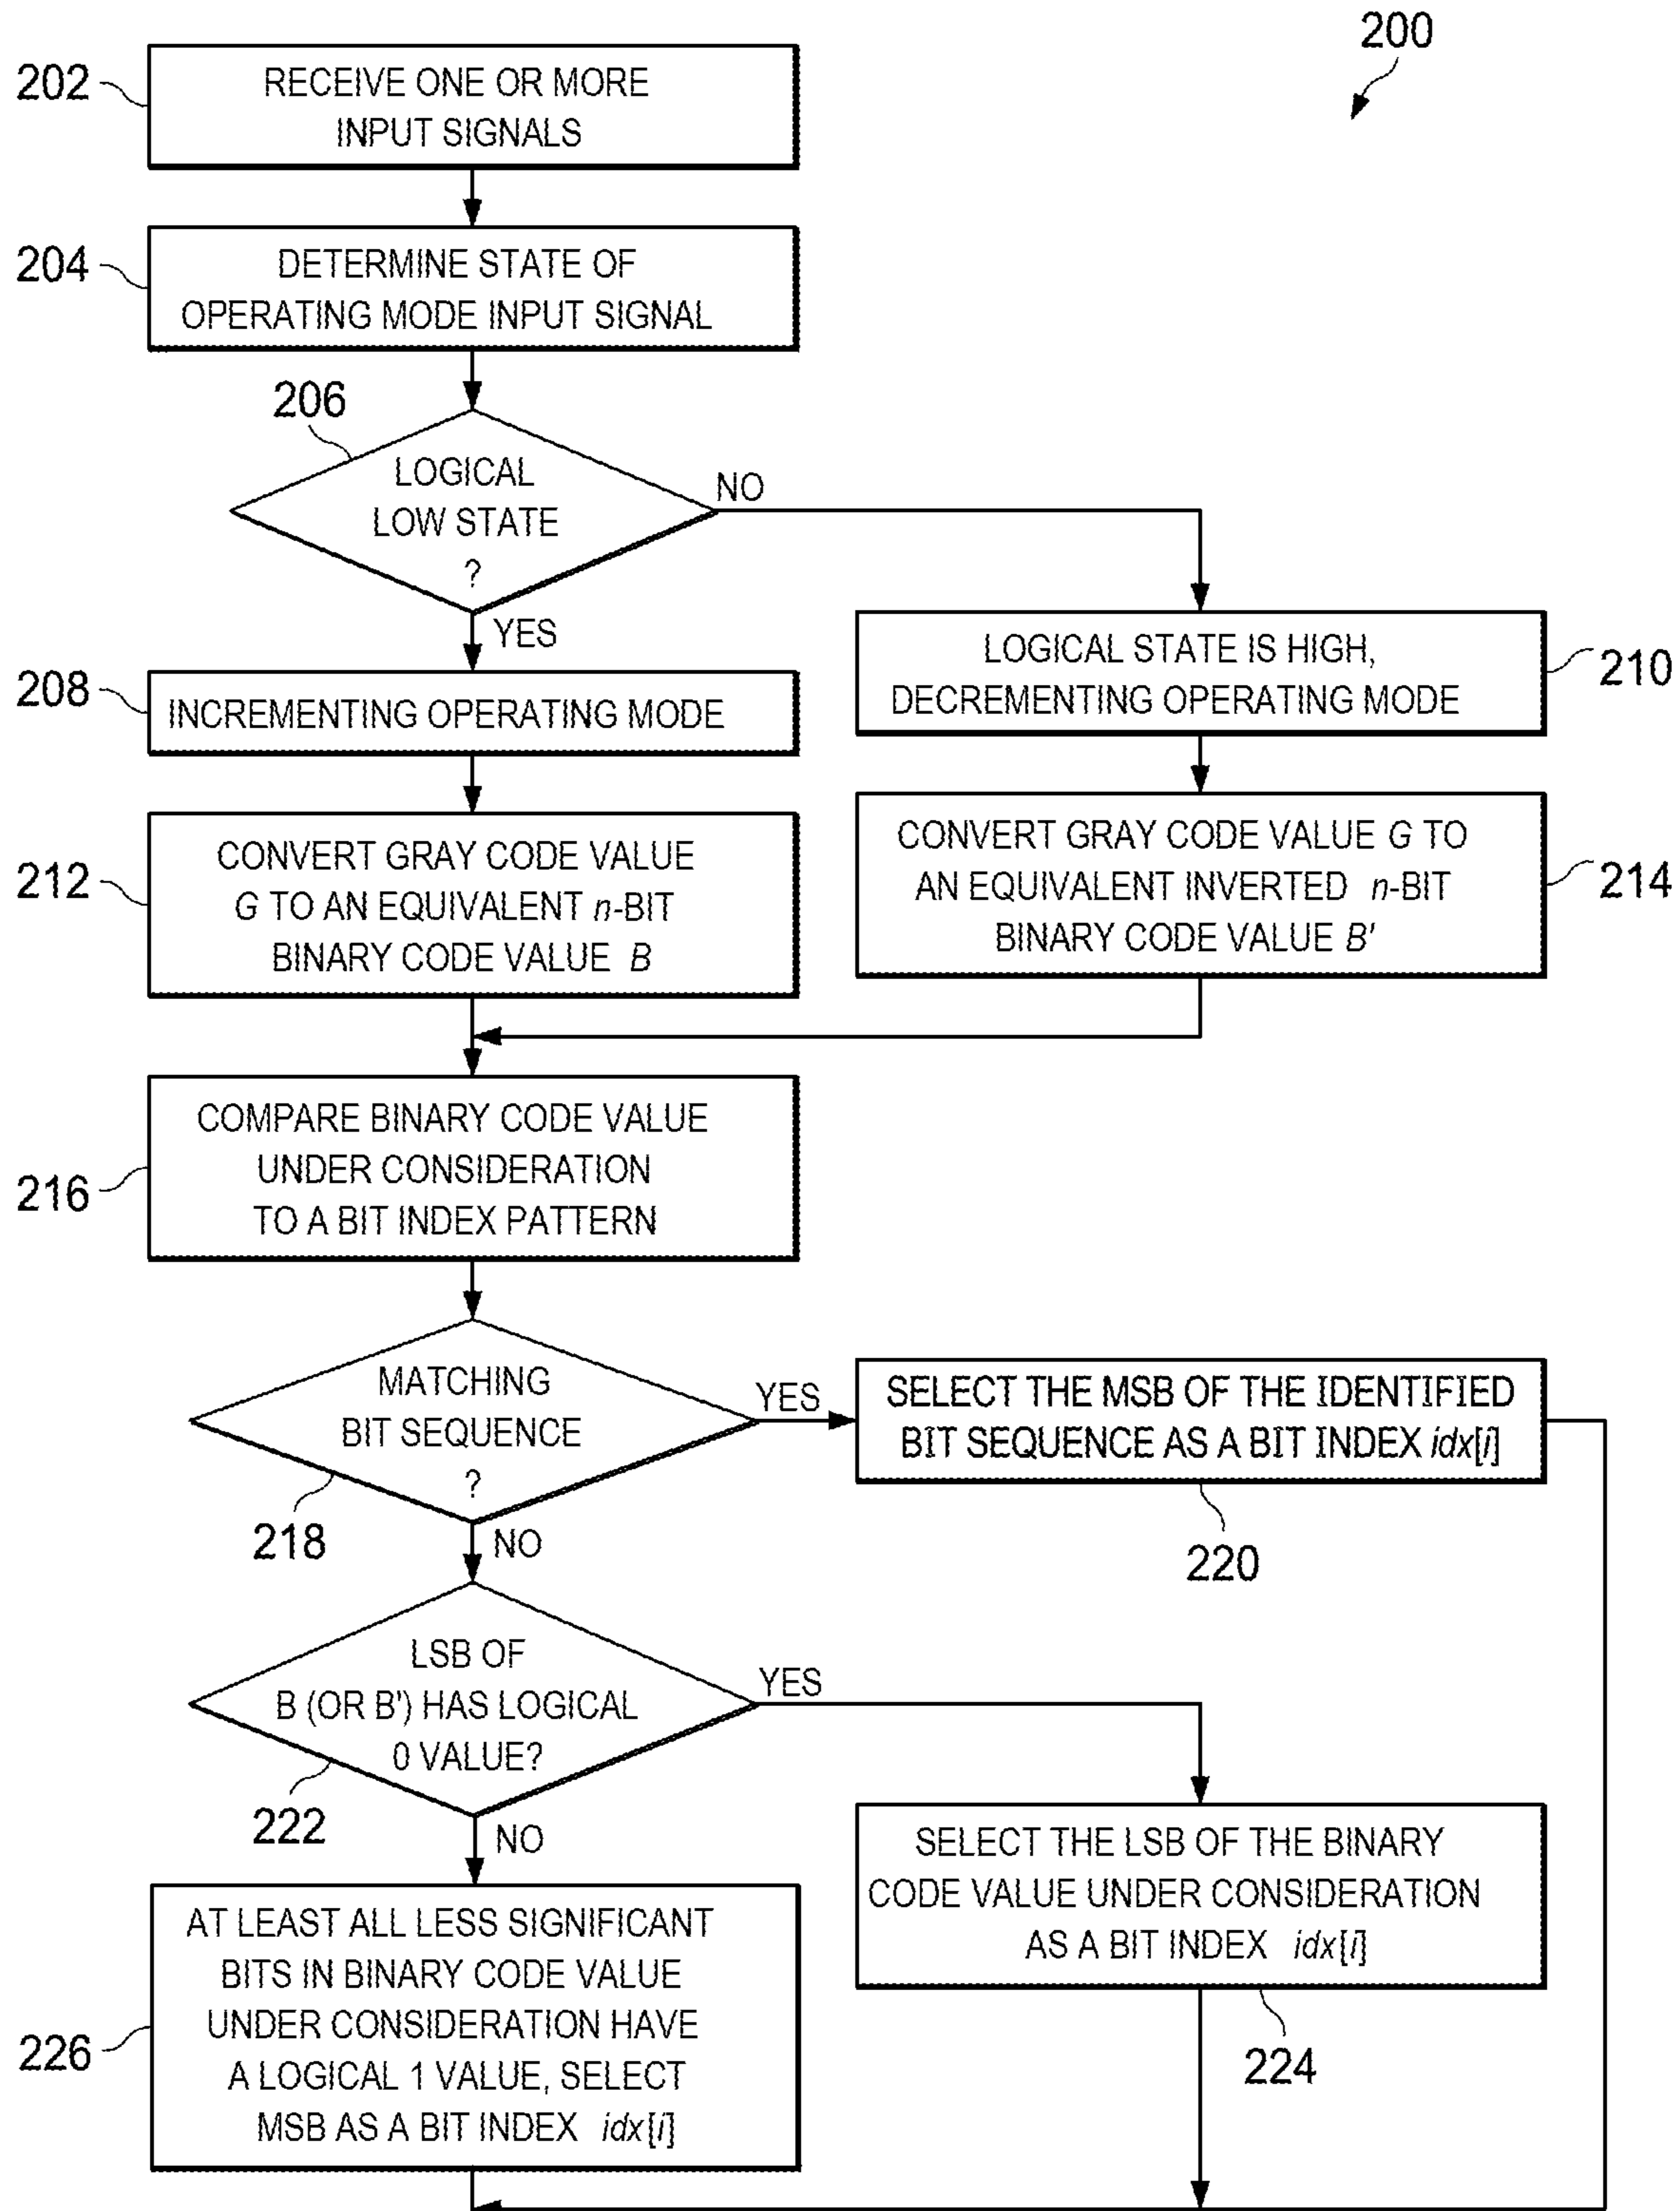 200
202
RECEIVE ONE OR MORE
INPUT SIGNALS
204
DETERMINE STATE OF
OPERATING MODE INPUT SIGNAL
206
LOGICAL
LOW STATE
?
NO
YES
208
INCREMENTING OPERATING MODE
LOGICAL STATE IS HIGH,
DECREMENTING OPERATING MODE
210
212
CONVERT GRAY CODE VALUE
G TO AN EQUIVALENT n-BIT
BINARY CODE VALUE B
CONVERT GRAY CODE VALUE G TO
AN EQUIVALENT INVERTED n-BIT
BINARY CODE VALUE B'
214
216
COMPARE BINARY CODE VALUE
UNDER CONSIDERATION
TO A BIT INDEX PATTERN
MATCHING
BIT SEQUENCE
?
218
YES
NO
SELECT THE MSB OF THE IDENTIFIED
BIT SEQUENCE AS A BIT INDEX idx[i]
220
LSB OF
B (OR B') HAS LOGICAL
0 VALUE?
222
YES
NO
SELECT THE LSB OF THE BINARY
CODE VALUE UNDER CONSIDERATION
AS A BIT INDEX idx[i]
224
226
AT LEAST ALL LESS SIGNIFICANT
BITS IN BINARY CODE VALUE
UNDER CONSIDERATION HAVE
A LOGICAL 1 VALUE, SELECT
MSB AS A BIT INDEX idx[i]